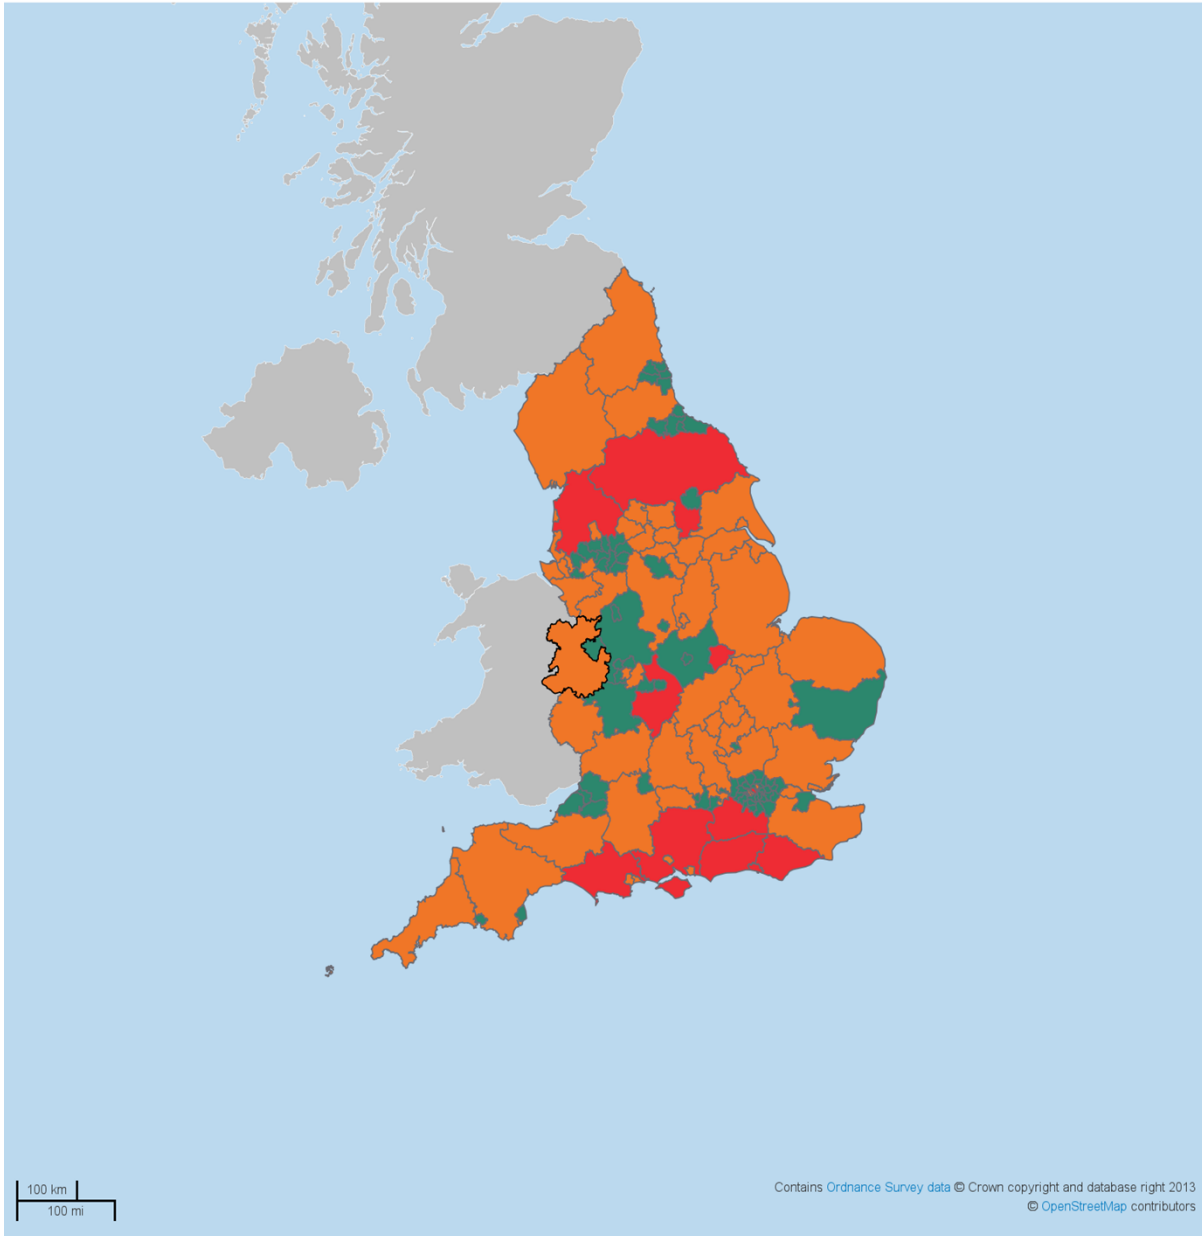 100 km
100 mi
Contains Ordnance Survey data © Crown copyright and database right 2013
© OpenStreetMap contributors